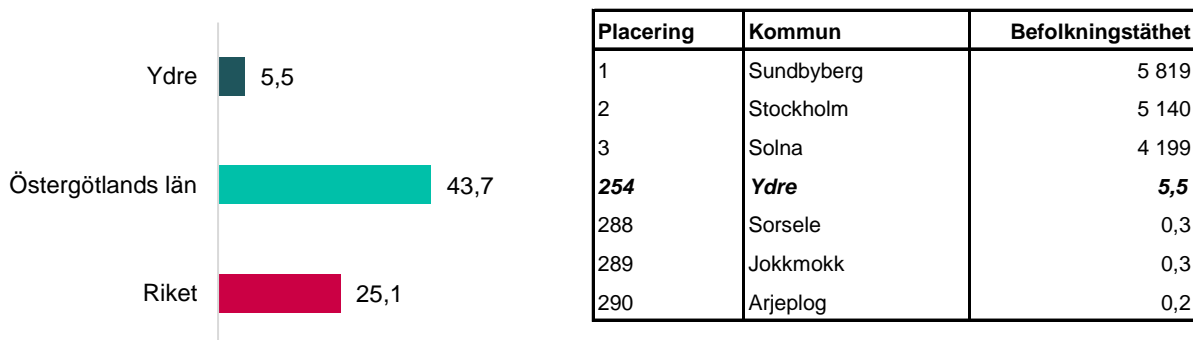 Ydre 5,5
Östergötlands län 43,7
Riket 25,1
Placering Kommun Befolkningstäthet
1 Sundbyberg 5 819
2 Stockholm 5 140
3 Solna 4 199
254 Ydre 5,5
288 Sorsele 0,3
289 Jokkmokk 0,3
290 Arjeplog 0,2